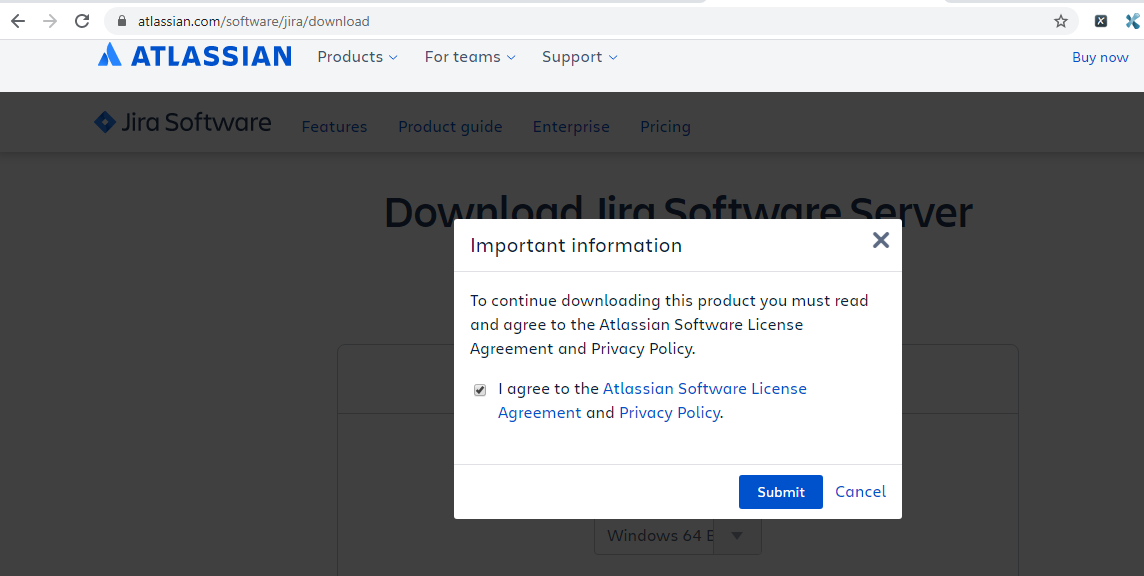 atlassian.com/software/jira/download
ATLASSIAN Products For teams Support Buy now
Jira Software Features Product guide Enterprise Pricing
Download Jira Software Server
Important information
To continue downloading this product you must read
and agree to the Atlassian Software License
Agreement and Privacy Policy.
I agree to the Atlassian Software License
Agreement and Privacy Policy.
Submit Cancel
Windows 64